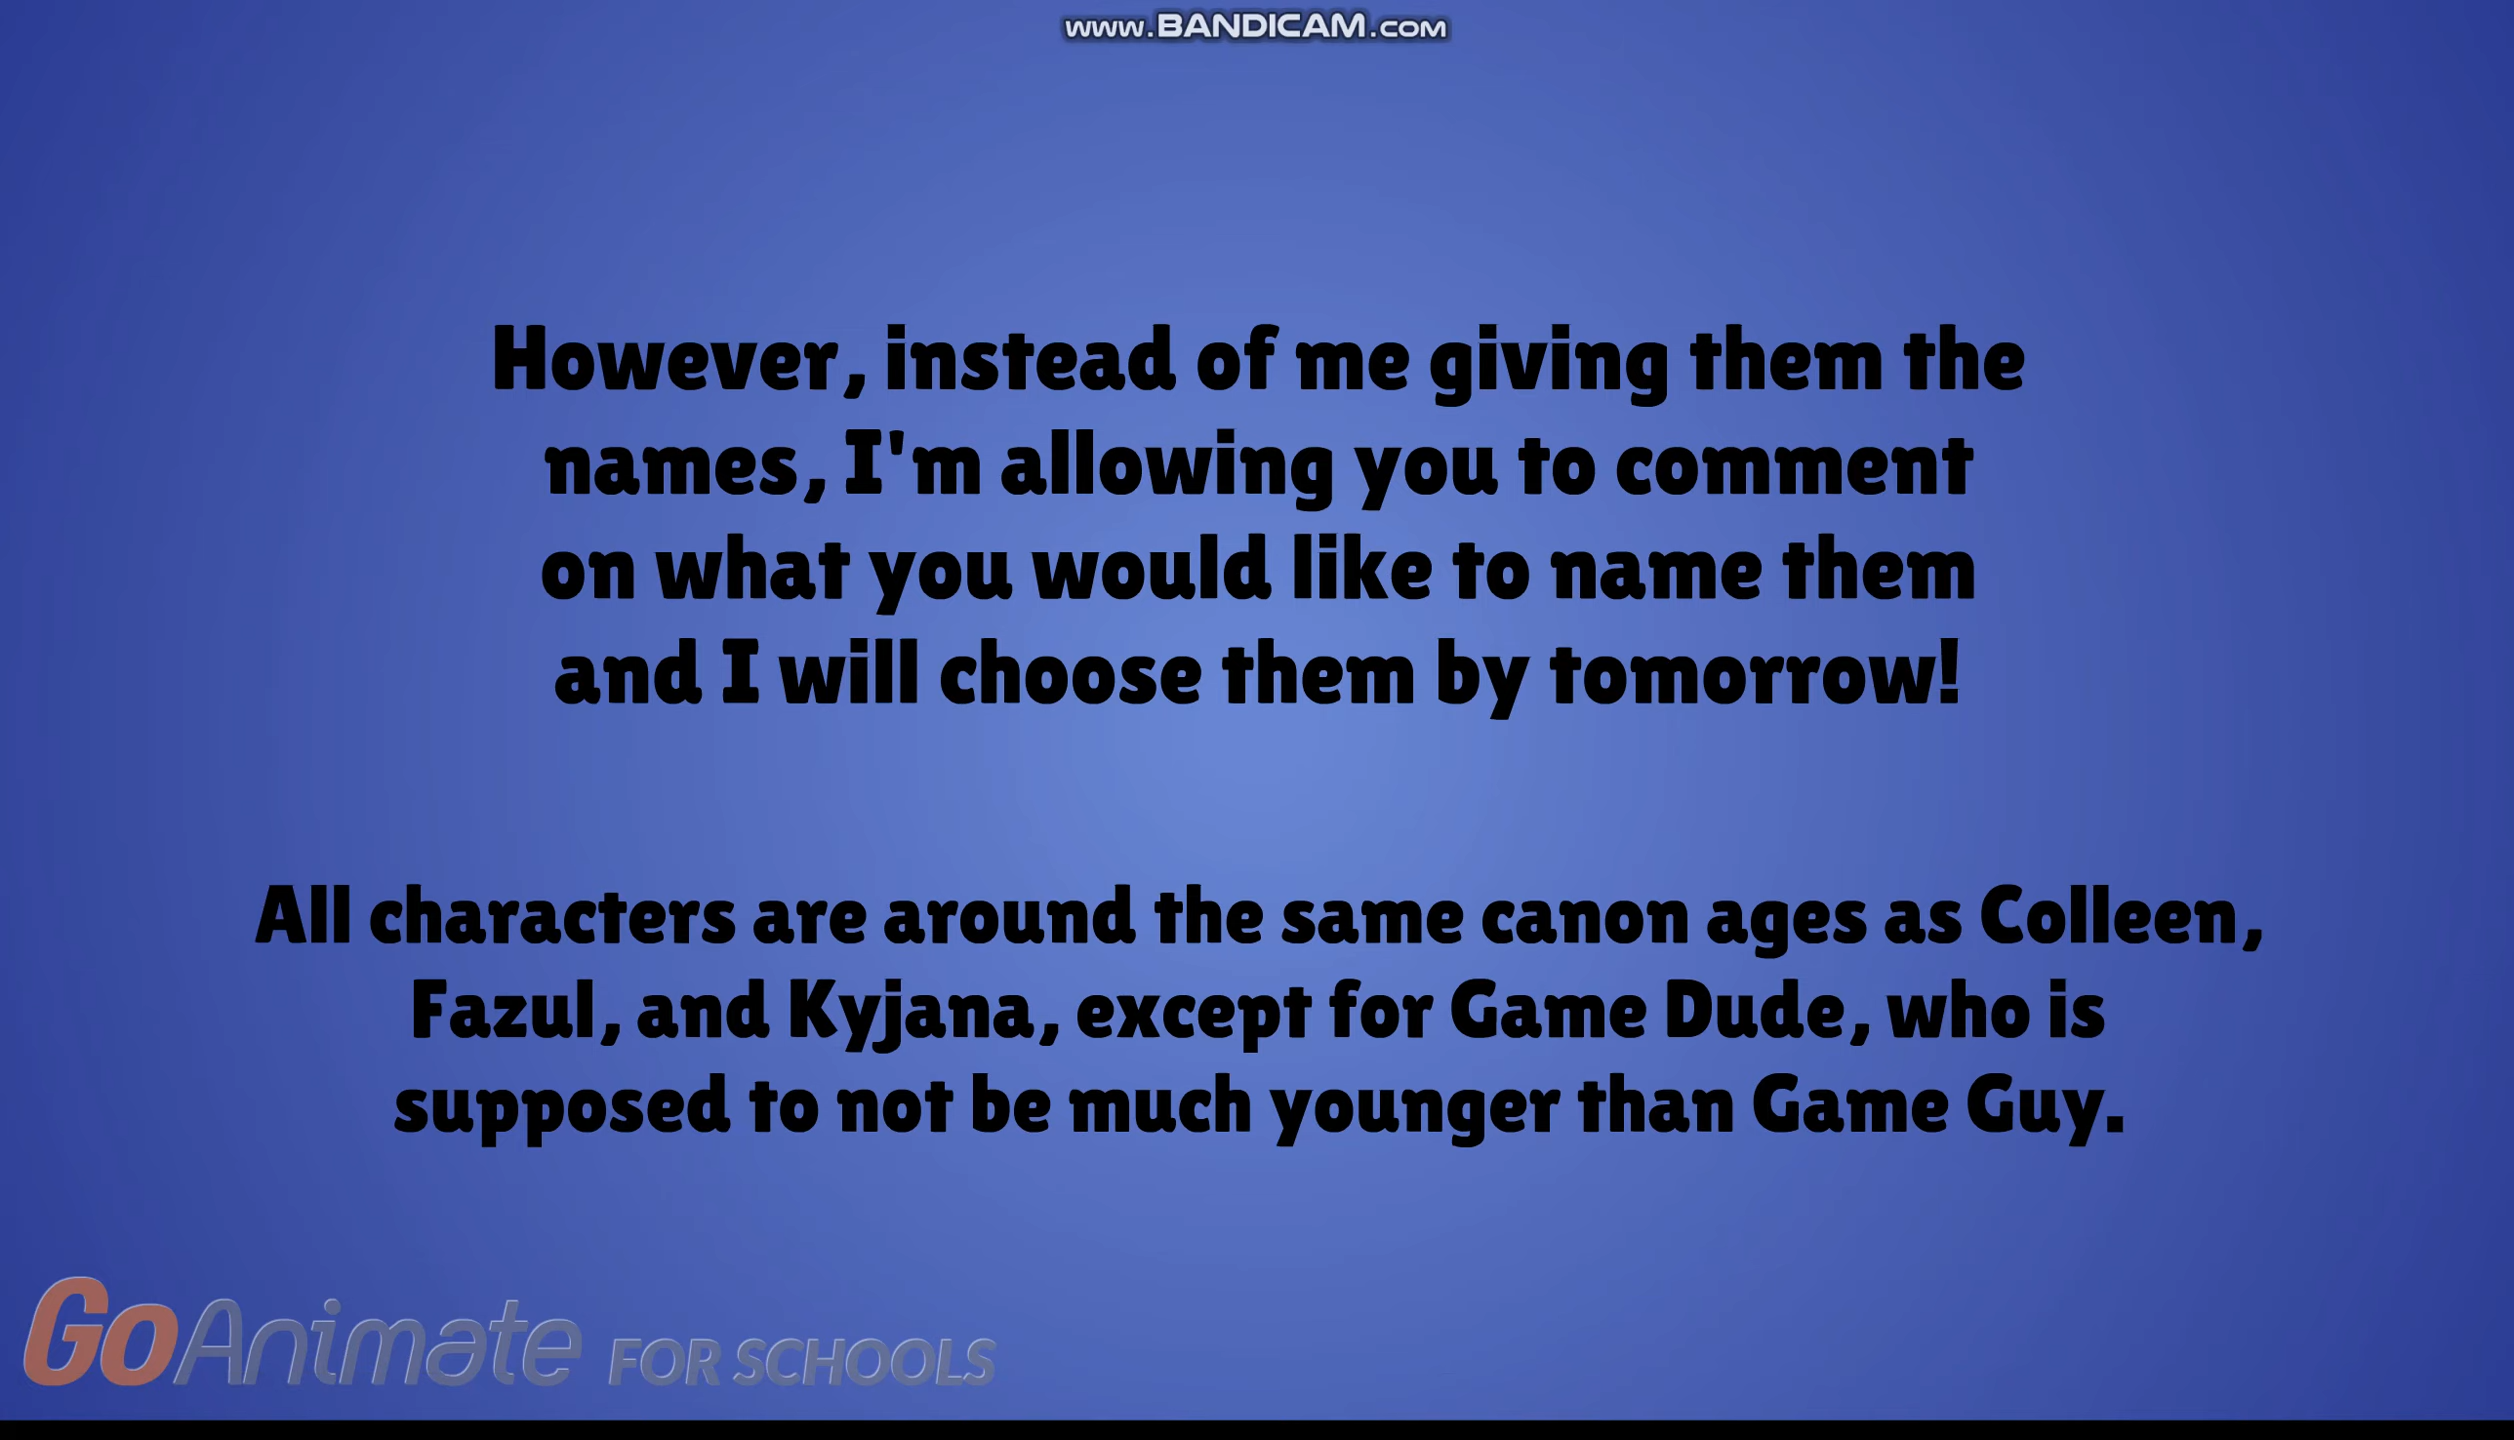 www.BANDICAM.com
However, instead of me giving them the
names, I'm allowing you to comment
on what you would like to name them
and I will choose them by tomorrow!
All characters are around the same canon ages as Colleen,
Fazul, and Kyjana, except for Game Dude, who is
supposed to not be much younger than Game Guy.
GoAnimate FOR SCHOOLS